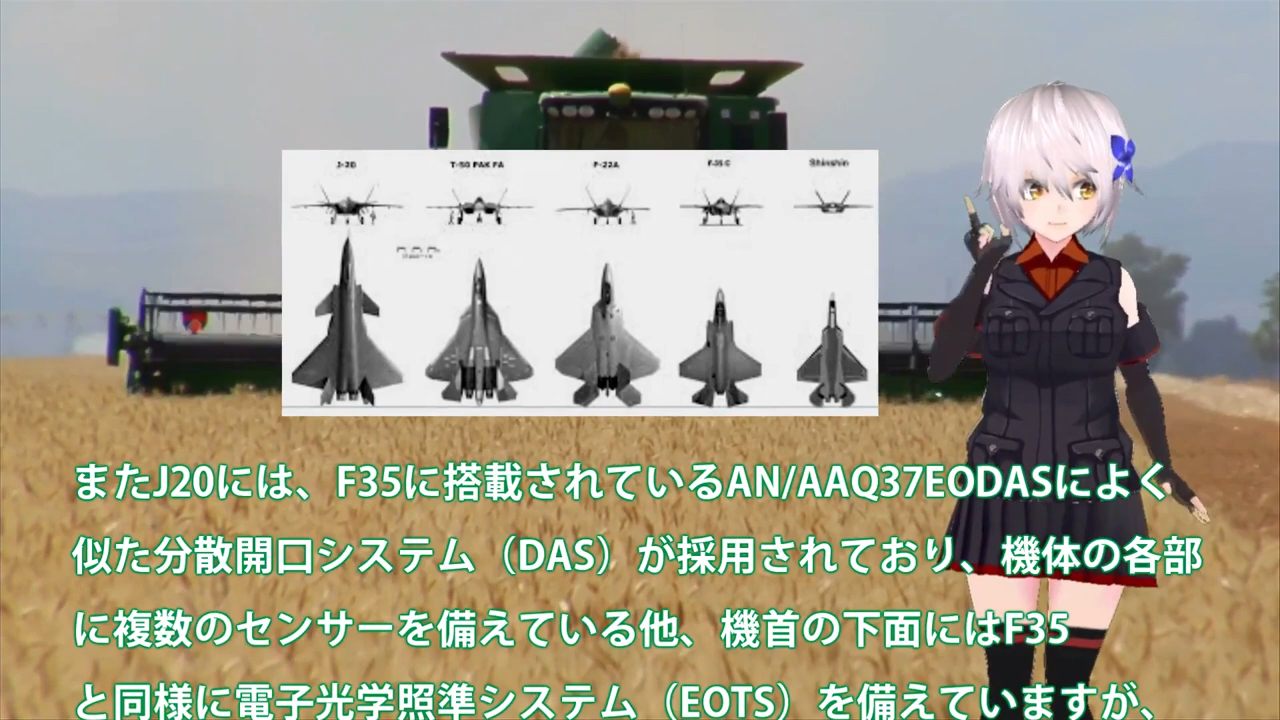 J-20 T-50 PAK FA F-22A F-35 C Shinshin
またJ20には、F35に搭載されているAN/AAQ37EODASによく
似た分散開口システム（DAS）が採用されており、機体の各部
に複数のセンサーを備えている他、機首の下面にはF35
と同様に電子光学照準システム（EOTS）を備えていますが、